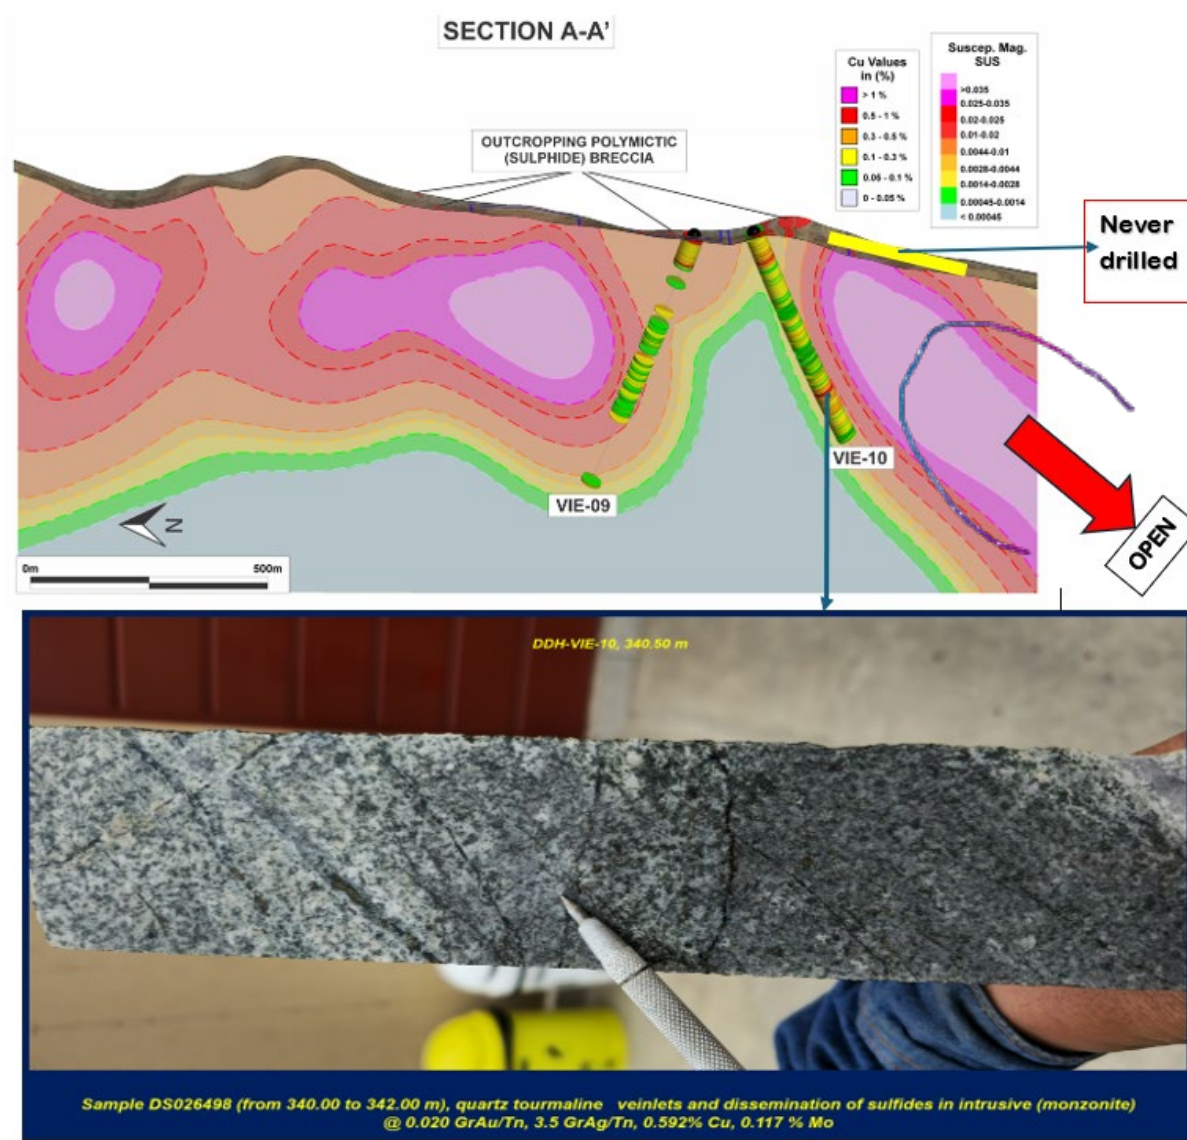 SECTION A-A'
Cu Values
in (%)
> 1 %
0.5 - 1 %
0.3 - 0.5 %
0.1 - 0.3 %
0.05 - 0.1 %
0 - 0.05 %
Suscep. Mag.
SUS
>0.035
0.025-0.035
0.02-0.025
0.01-0.02
0.0044-0.01
0.0028-0.0044
0.0014-0.0028
0.00045-0.0014
< 0.00045
OUTCROPPING POLYMICTIC
(SULPHIDE) BRECCIA
Never
drilled
VIE-10
VIE-09
OPEN
N
0m
500m
DDH-VIE-10, 340.50 m
Sample DS026498 (from 340.00 to 342.00 m), quartz tourmaline veinlets and dissemination of sulfides in intrusive (monzonite)
@ 0.020 GrAu/Tn, 3.5 GrAg/Tn, 0.592% Cu, 0.117 % Mo